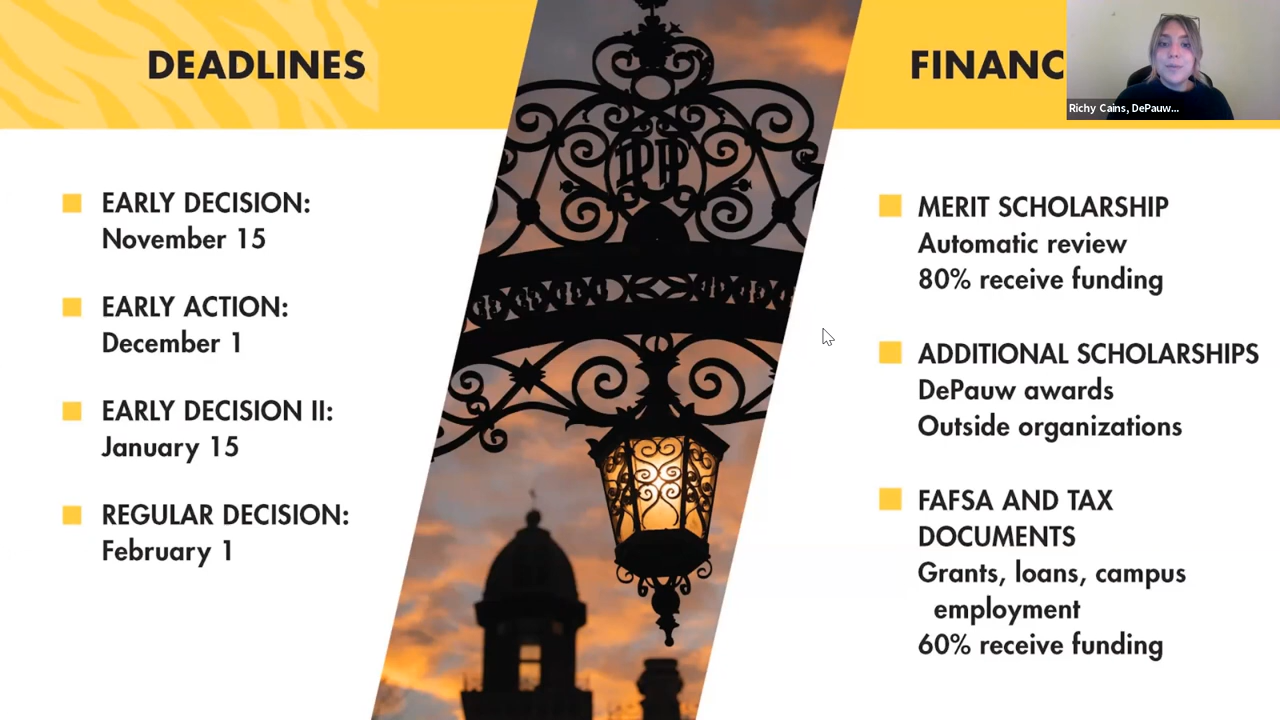 DEADLINES
EARLY DECISION:
November 15
EARLY ACTION:
December 1
EARLY DECISION II:
January 15
REGULAR DECISION:
February 1
FINANC
MERIT SCHOLARSHIP
Automatic review
80% receive funding
ADDITIONAL SCHOLARSHIPS
DePauw awards
Outside organizations
FAFSA AND TAX
DOCUMENTS
Grants, loans, campus
employment
60% receive funding
Richy Cains, DePauw...